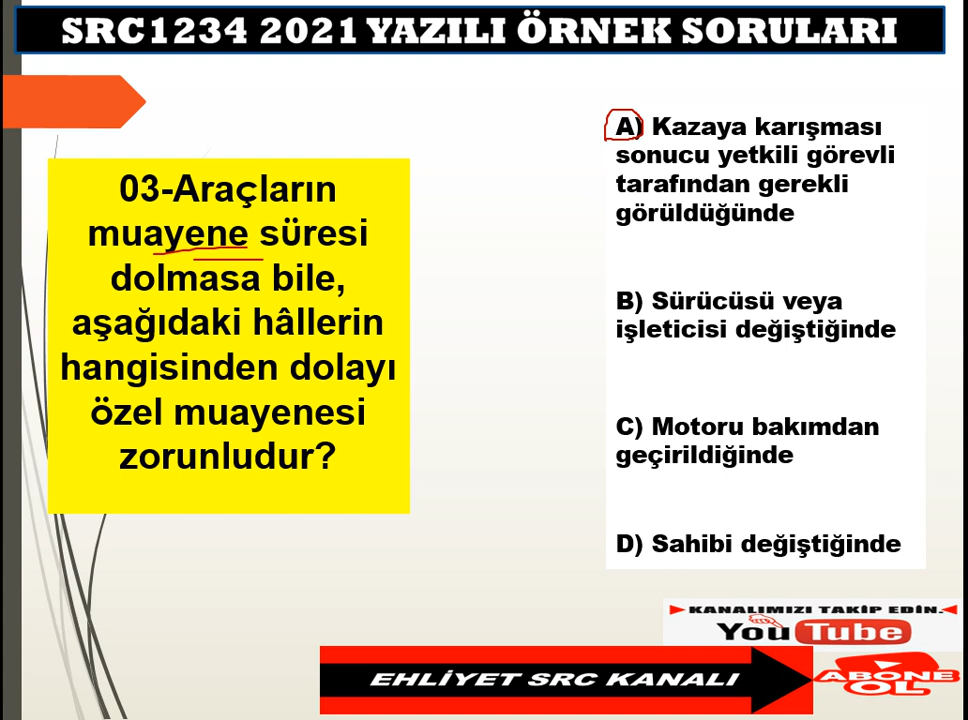 SRC1234 2021 YAZILI ÖRNEK SORULARI
03-Araçların
muayene süresi
dolmasa bile,
aşağıdaki hâllerin
hangisinden dolayı
özel muayenesi
zorunludur?
A) Kazaya karışması
sonucu yetkili görevli
tarafından gerekli
görüldüğünde
B) Sürücüsü veya
işleticisi değiştiğinde
C) Motoru bakımdan
geçirildiğinde
D) Sahibi değiştiğinde
KANALIMIZI TAKİP EDİN.
YouTube
EHLİYET SRC KANALI
ABONE
OL